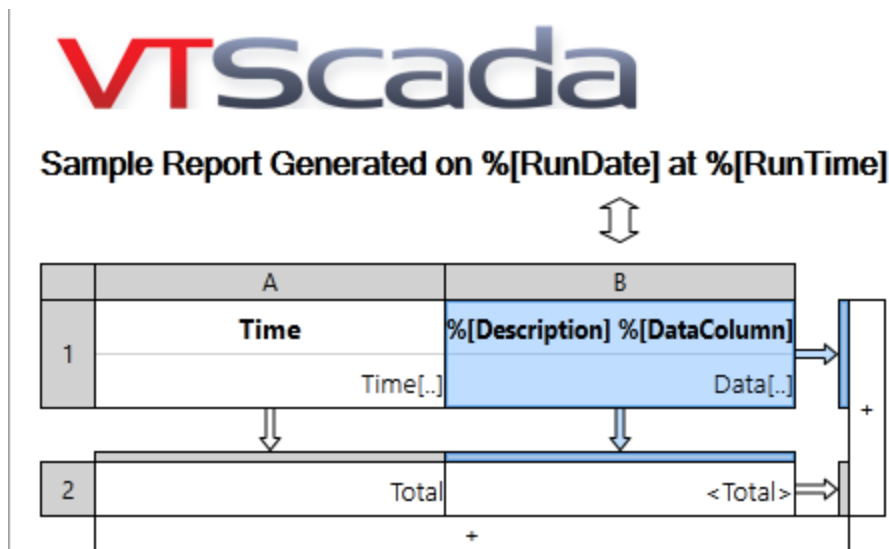 VTScada
Sample Report Generated on %[RunDate] at %[RunTime]
A B
1 Time %[Description] %[DataColumn]
Time[..] Data[..]
+
2 Total <Total>
+